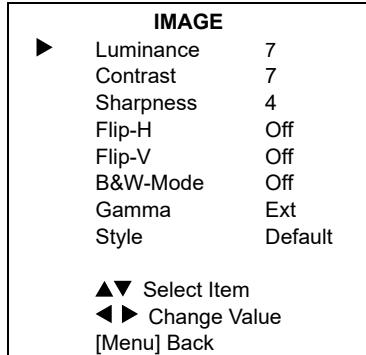 IMAGE
▶ Luminance 7
Contrast 7
Sharpness 4
Flip-H Off
Flip-V Off
B&W-Mode Off
Gamma Ext
Style Default
▲▼ Select Item
◀ ▶ Change Value
[Menu] Back